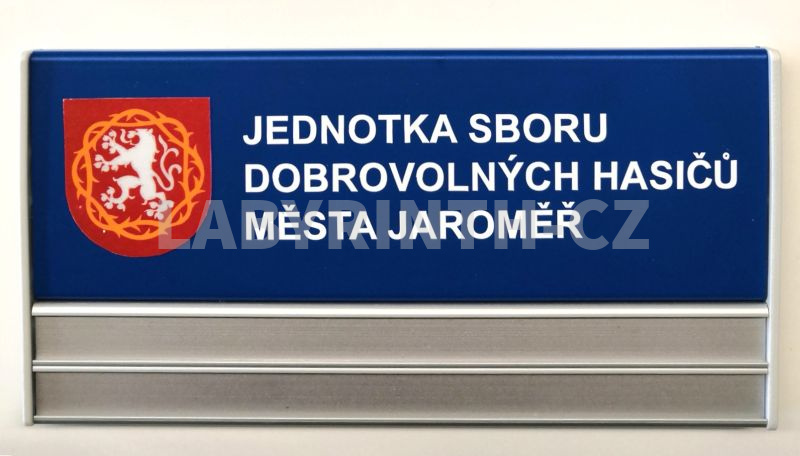 JEDNOTKA SBORU
DOBROVOLNÝCH HASIČŮ
MĚSTA JAROMĚŘ
LABYRINTH-CZ